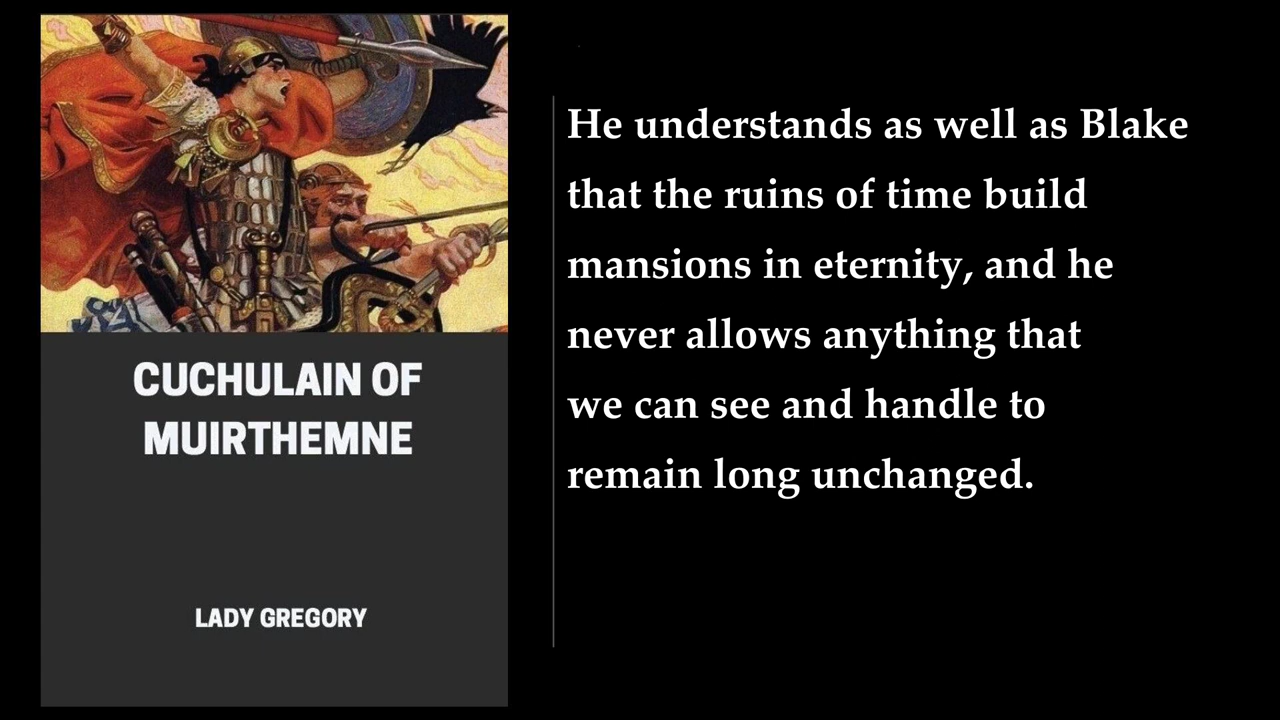 CUCHULAIN OF
MUIRTHEMNE
LADY GREGORY
He understands as well as Blake
that the ruins of time build
mansions in eternity, and he
never allows anything that
we can see and handle to
remain long unchanged.